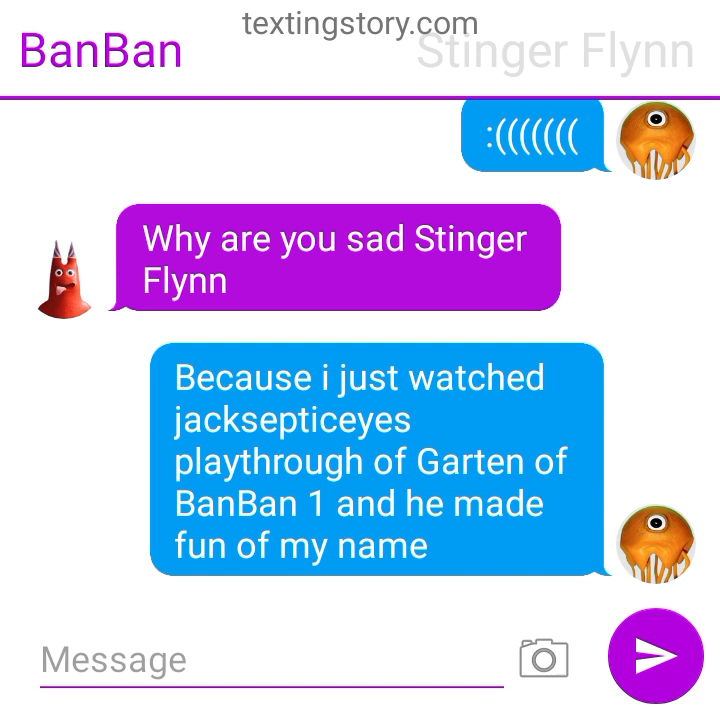 textingstory.com
BanBan
Stinger Flynn
:(((((((
Why are you sad Stinger
Flynn
Because i just watched
jacksepticeyes
playthrough of Garten of
BanBan 1 and he made
fun of my name
Message